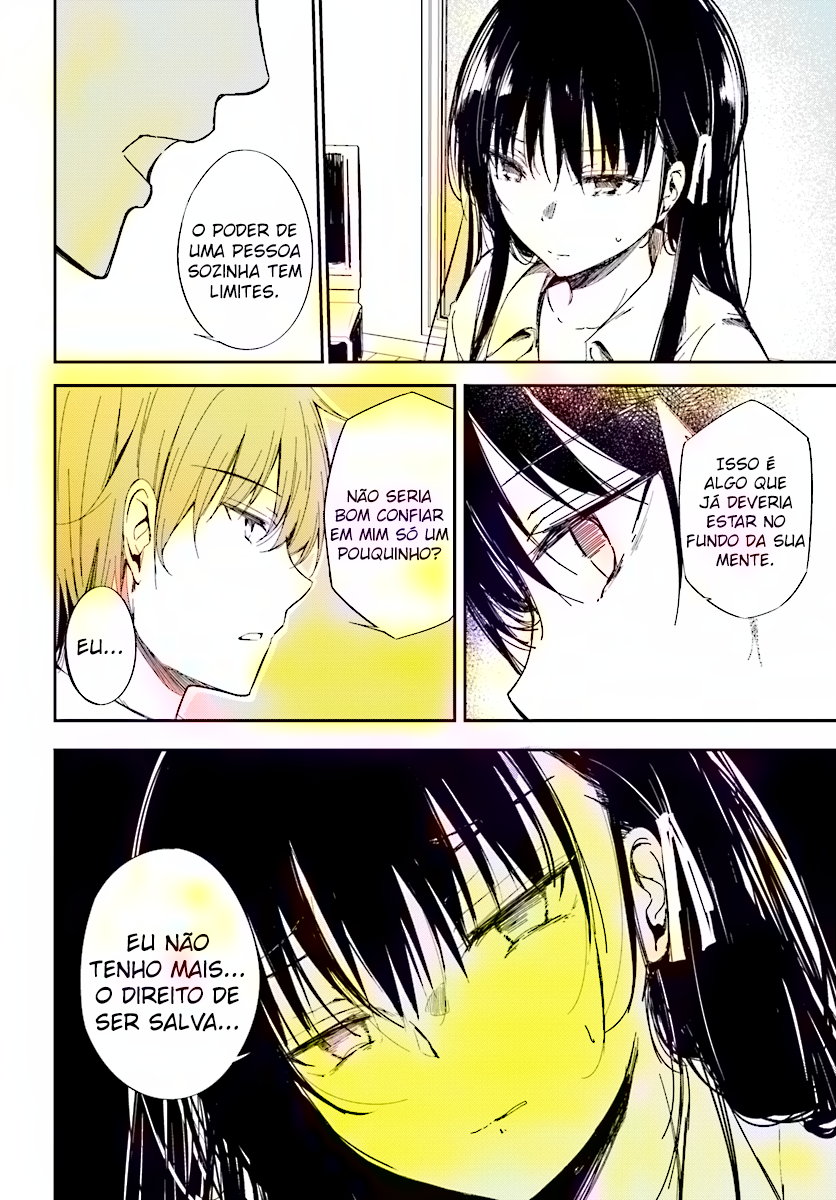 O PODER DE
UMA PESSOA
SOZINHA TEM
LIMITES.
ISSO É
ALGO QUE
JÁ DEVERIA
ESTAR NO
FUNDO DA SUA
MENTE.
NÃO SERIA
BOM CONFIAR
EM MIM SÓ UM
POUQUINHO?
EU...
EU NÃO
TENHO MAIS...
O DIREITO DE
SER SALVA...